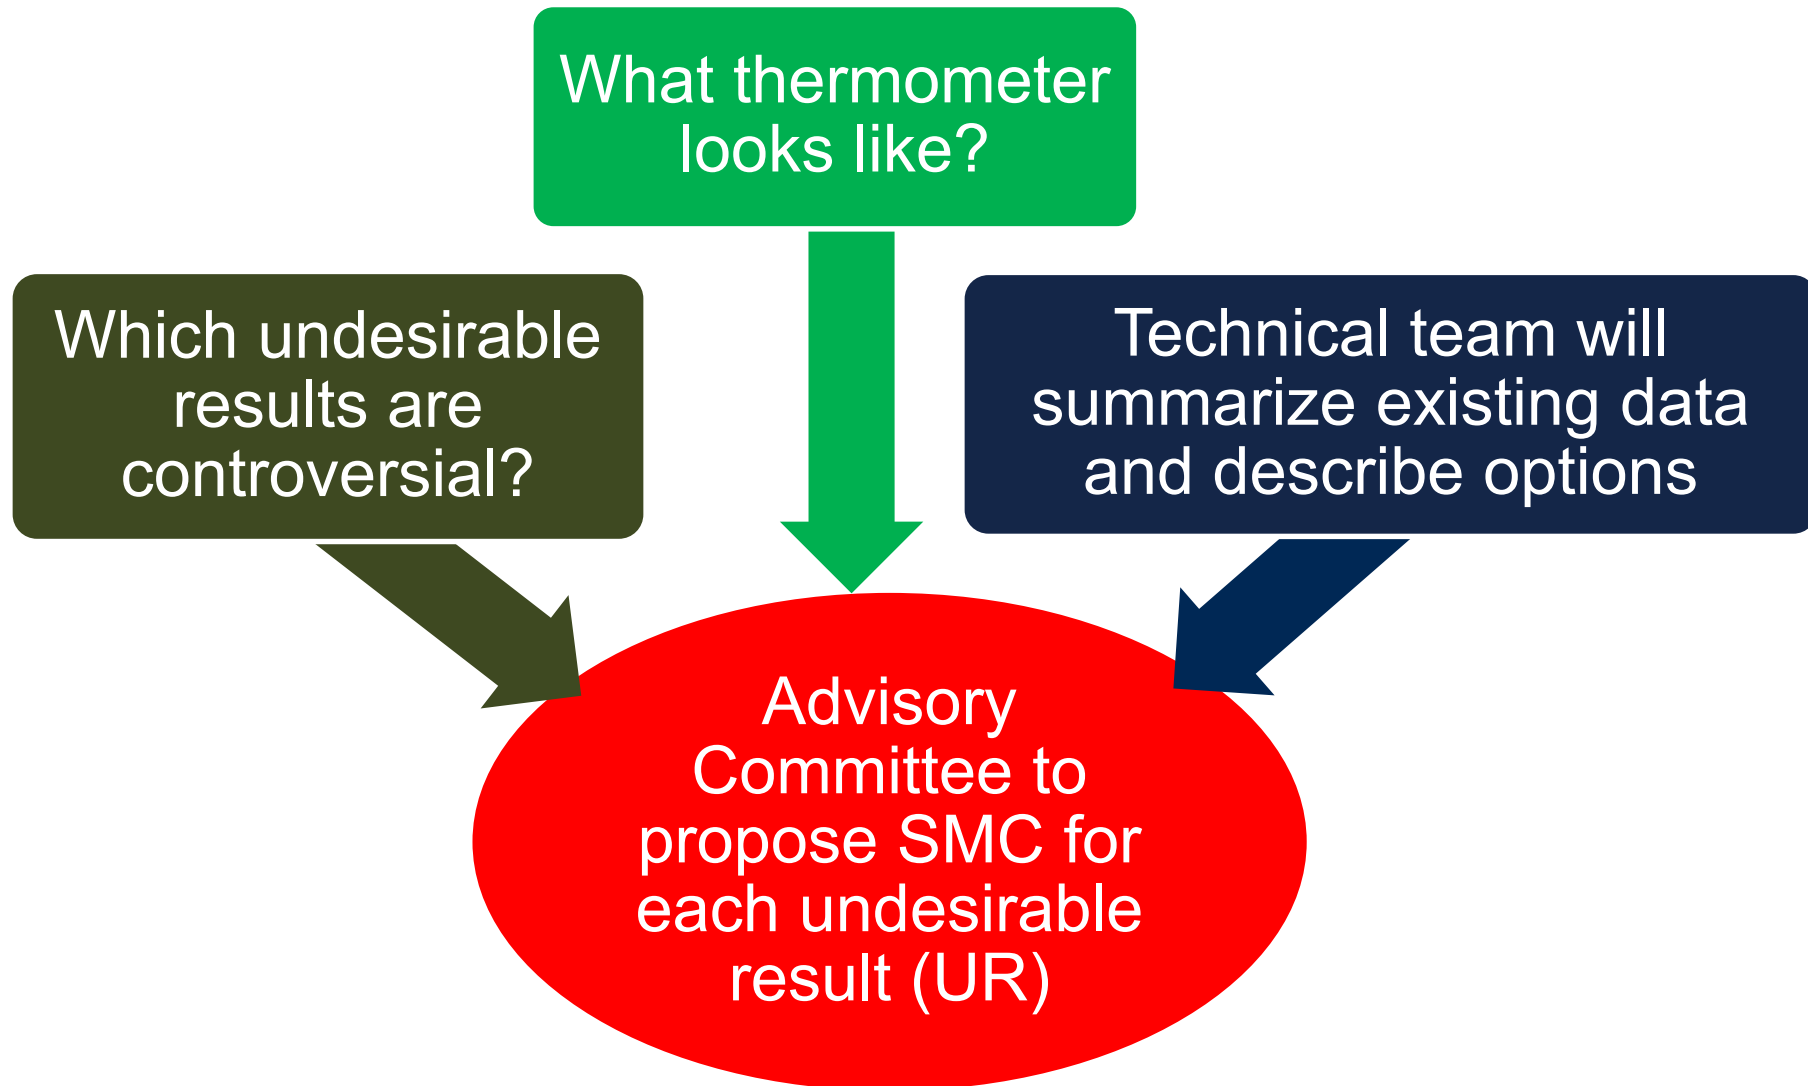 What thermometer
looks like?
Which undesirable
results are
controversial?
Technical team will
summarize existing data
and describe options
Advisory
Committee to
propose SMC for
each undesirable
result (UR)